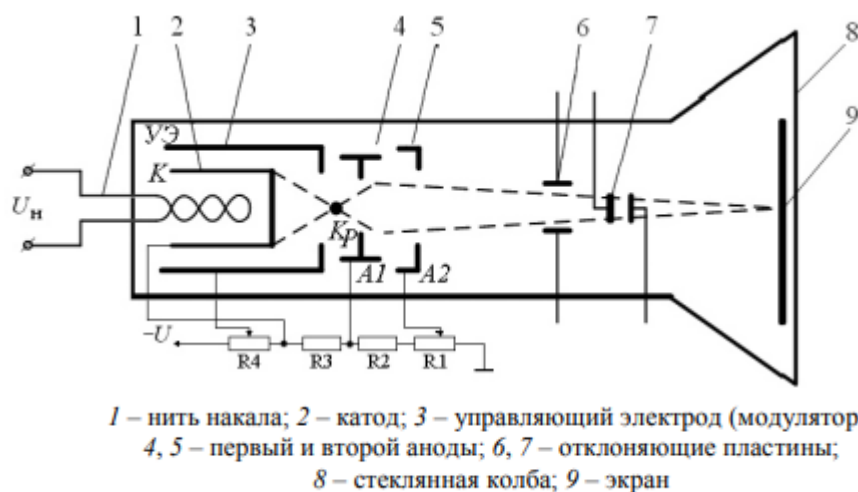 1 2 3 4 5 6 7 8
9
УЭ
K
Uн
Кр
A1 A2
–U
R4 R3 R2 R1
1 – нить накала; 2 – катод; 3 – управляющий электрод (модулятор
4, 5 – первый и второй аноды; 6, 7 – отклоняющие пластины;
8 – стеклянная колба; 9 – экран